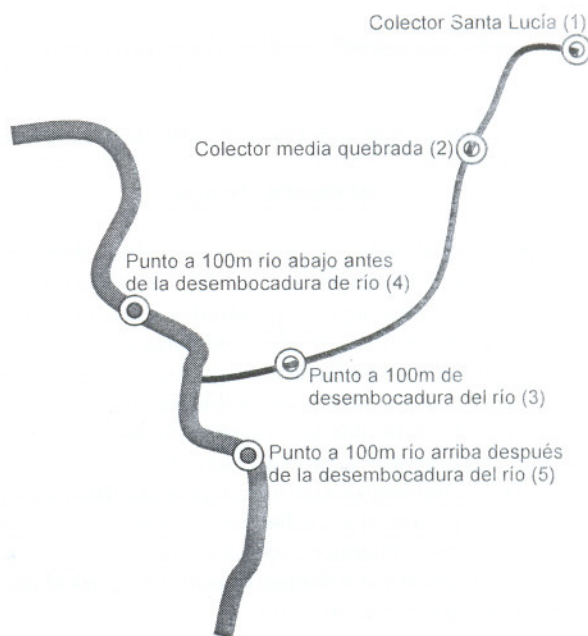 Colector Santa Lucía (1)
Colector media quebrada (2)
Punto a 100m río abajo antes
de la desembocadura de río (4)
Punto a 100m de
desembocadura del río (3)
Punto a 100m río arriba después
de la desembocadura del río (5)